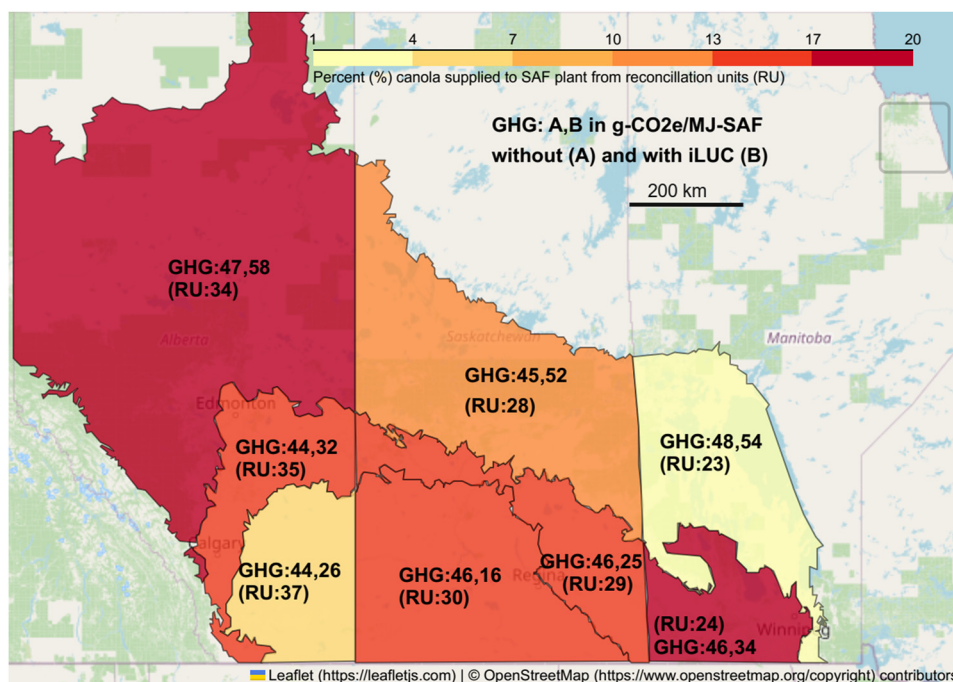 1 4 7 10 13 17 20
Percent (%) canola supplied to SAF plant from reconcillation units (RU)
GHG: A,B in g-CO2e/MJ-SAF
without (A) and with iLUC (B)
200 km
GHG:47,58
(RU:34)
Alberta
Saskatchewan
Manitoba
GHG:45,52
(RU:28)
Edmonton
GHG:44,32
(RU:35)
GHG:48,54
(RU:23)
Calgary
GHG:44,26
(RU:37)
GHG:46,16
(RU:30)
Regina
GHG:46,25
(RU:29)
(RU:24)
Winnipeg
GHG:46,34
Leaflet (https://leafletjs.com) | © OpenStreetMap (https://www.openstreetmap.org/copyright) contributors